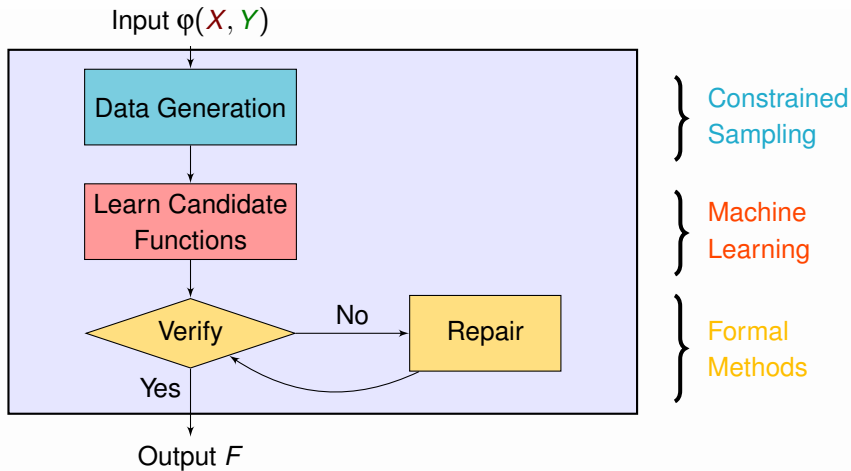 Input φ(X, Y)
Data Generation
Constrained
Sampling
Learn Candidate
Functions
Machine
Learning
Verify
No
Repair
Formal
Methods
Yes
Output F